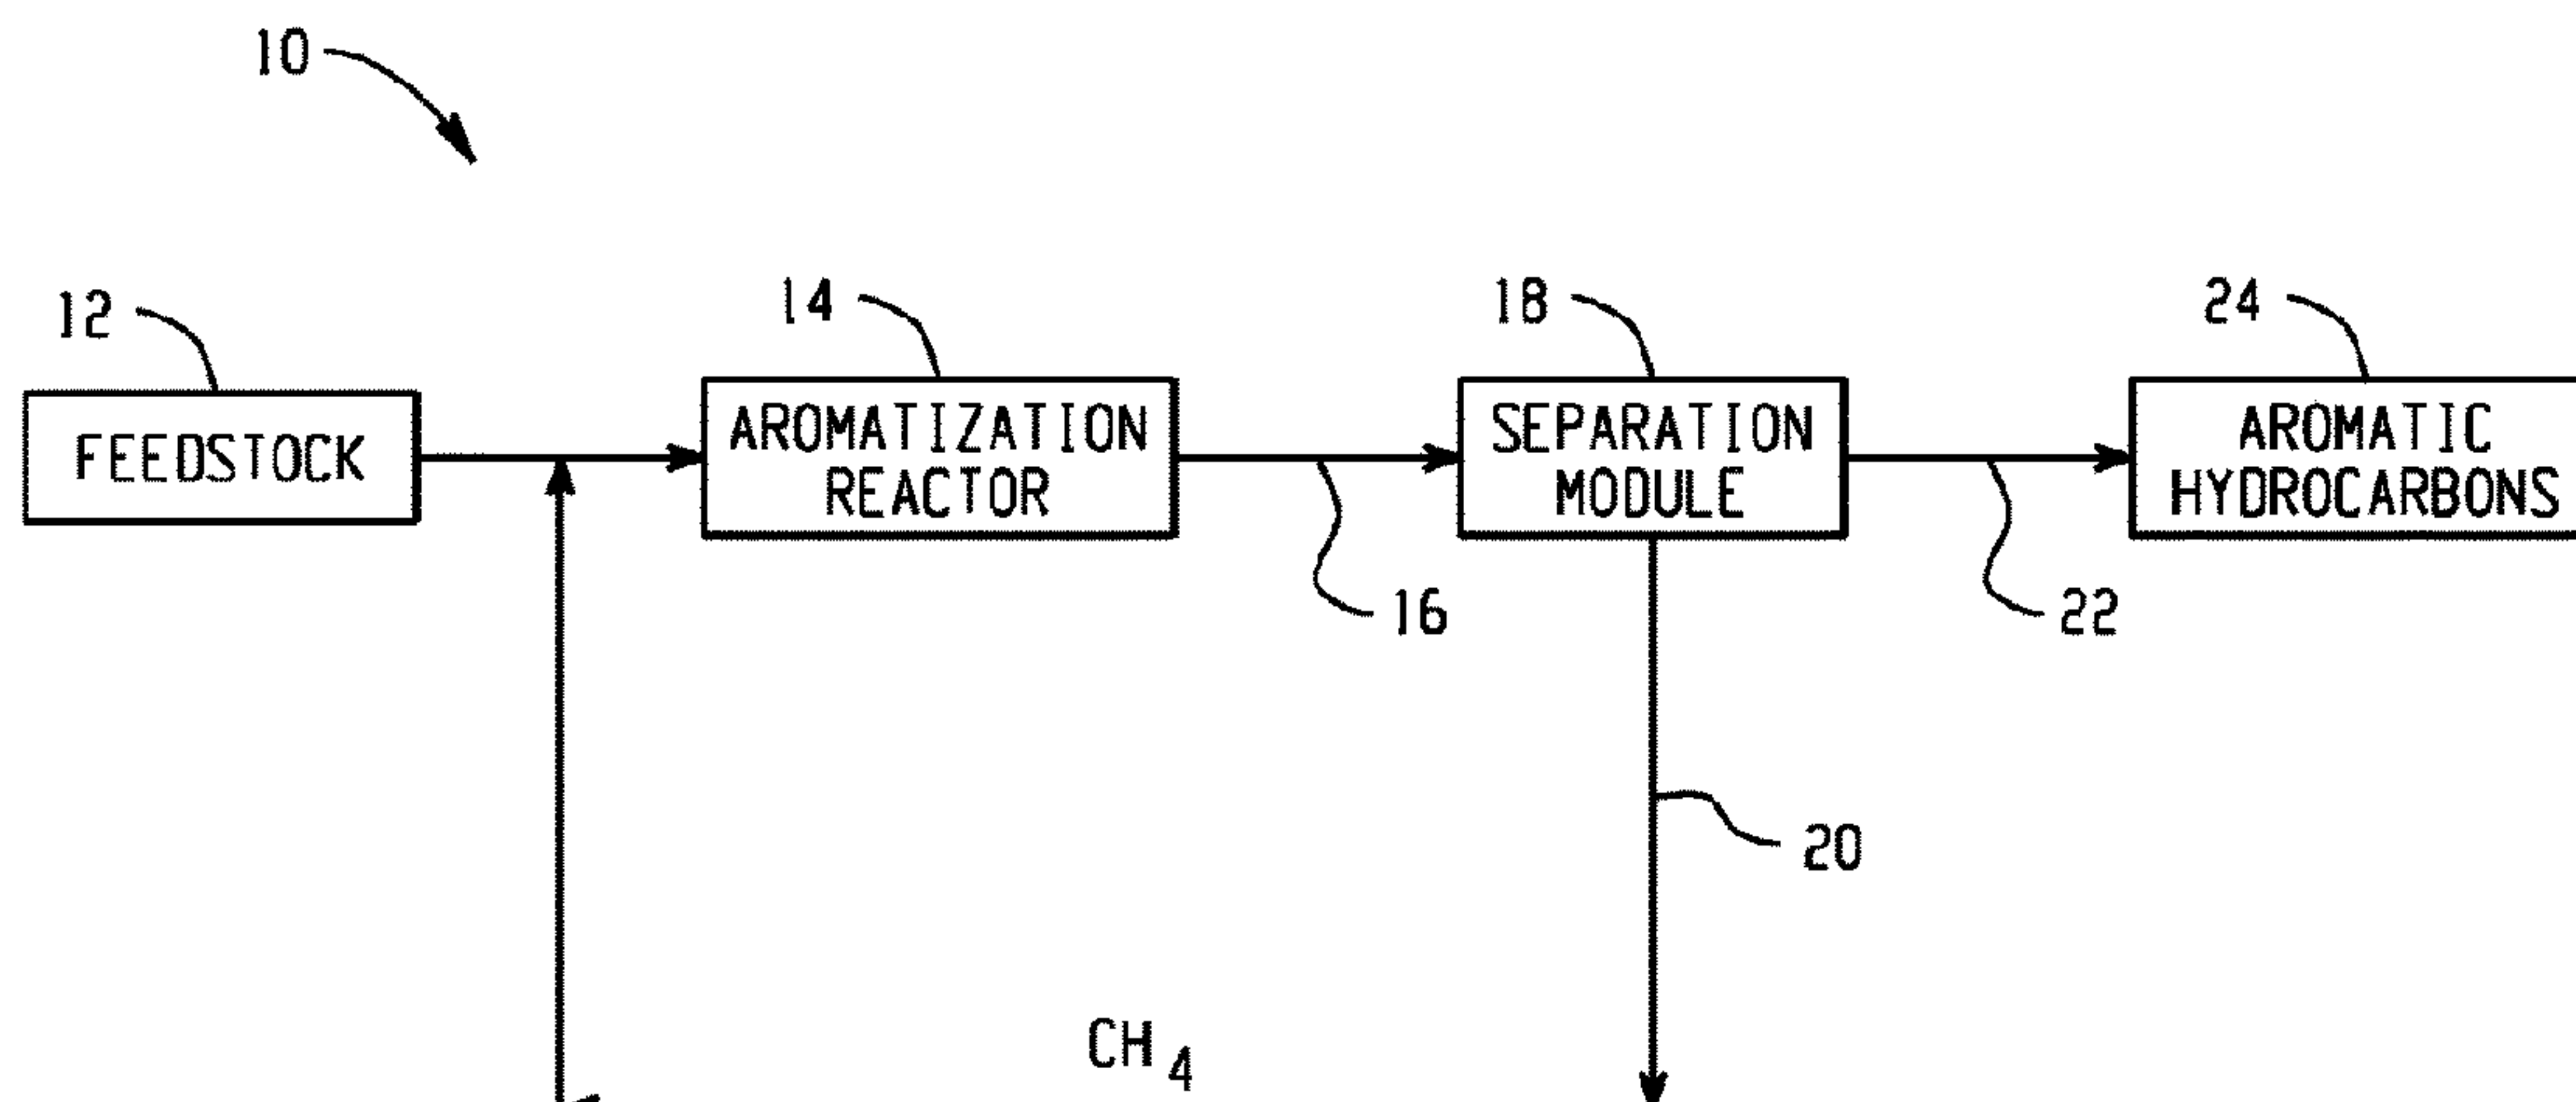 10
12
14
18
24
FEEDSTOCK
AROMATIZATION
REACTOR
SEPARATION
MODULE
AROMATIC
HYDROCARBONS
16
22
20
CH4